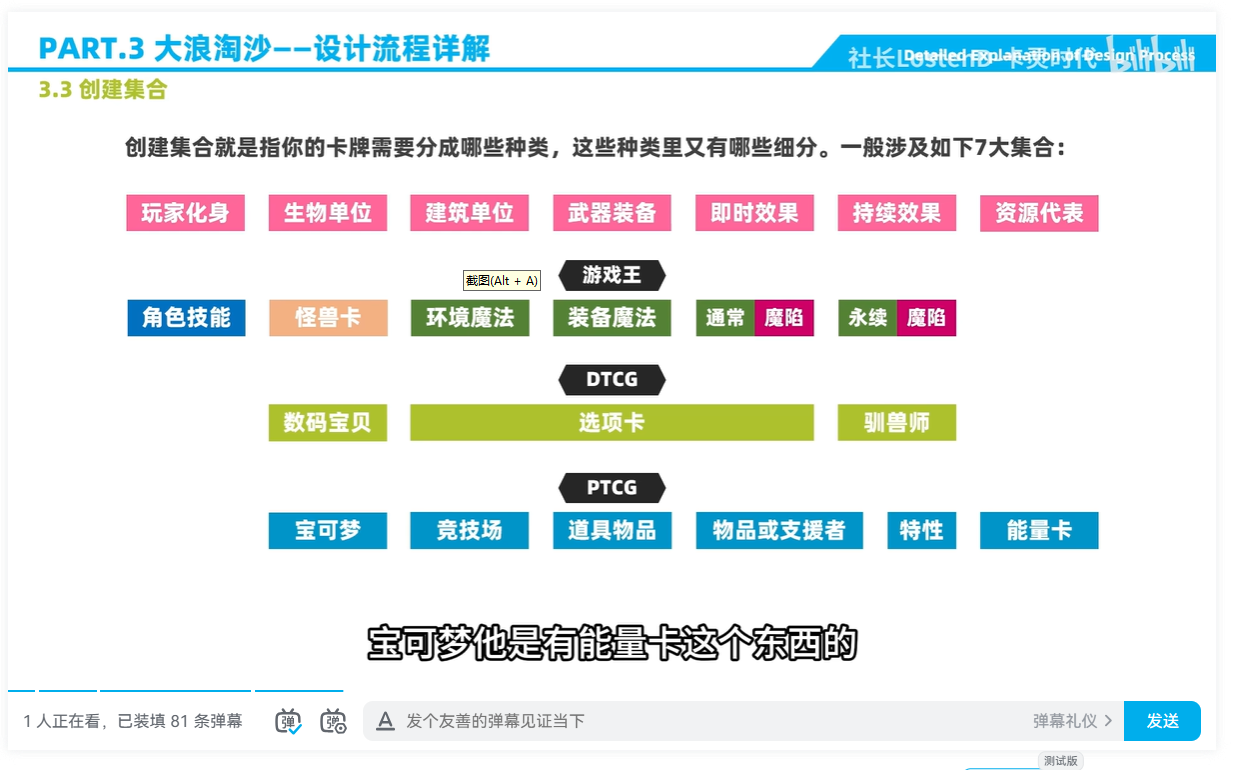 PART.3 大浪淘沙——设计流程详解
社长LostenD 卡灵时代 bilibili
Detailed Explanation of Design Process
3.3 创建集合
创建集合就是指你的卡牌需要分成哪些种类，这些种类里又有哪些细分。一般涉及如下7大集合：
玩家化身 生物单位 建筑单位 武器装备 即时效果 持续效果 资源代表
截图(Alt + A) 游戏王
角色技能 怪兽卡 环境魔法 装备魔法 通常 魔陷 永续 魔陷
DTCG
数码宝贝 选项卡 驯兽师
PTCG
宝可梦 竞技场 道具物品 物品或支援者 特性 能量卡
宝可梦他是有能量卡这个东西的
1 人正在看，已装填 81 条弹幕 弹 弹 A 发个友善的弹幕见证当下 弹幕礼仪 发送
测试版